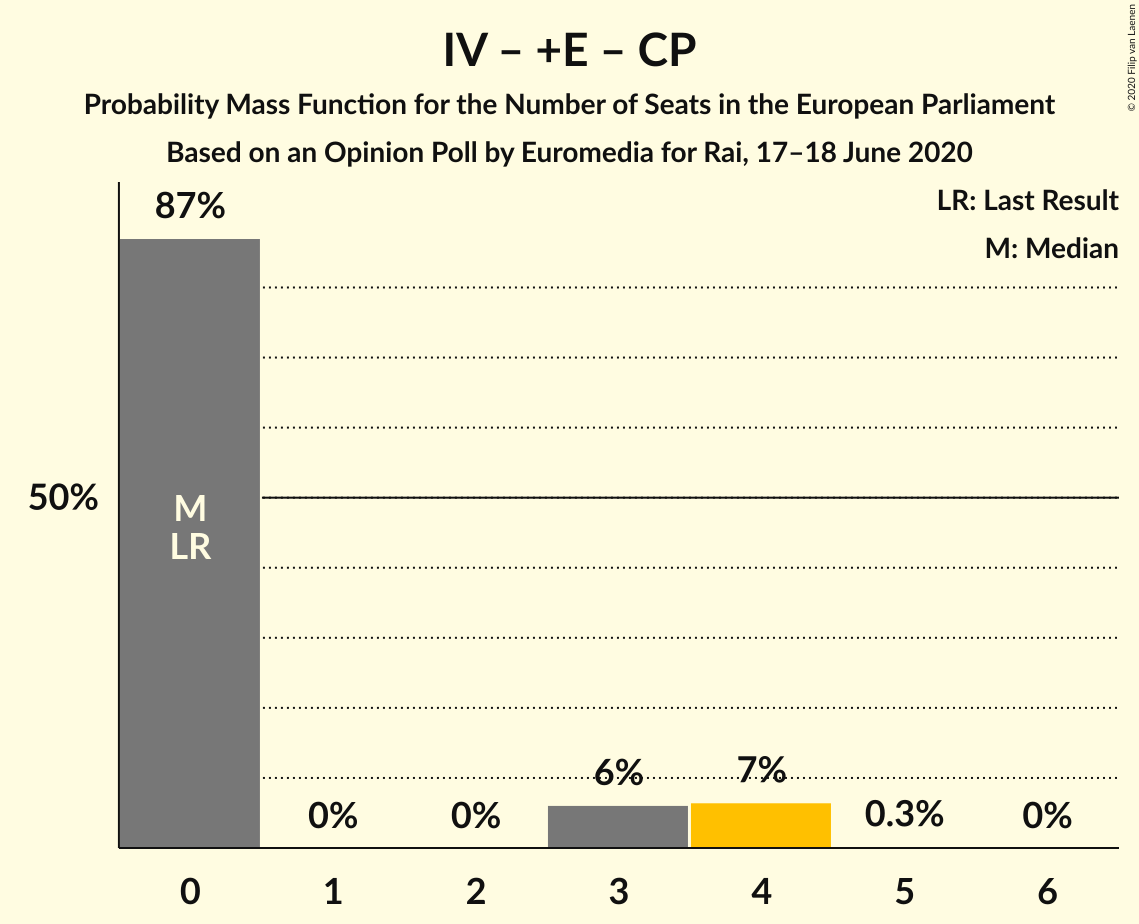 IV – +E – CP
Probability Mass Function for the Number of Seats in the European Parliament
Based on an Opinion Poll by Euromedia for Rai, 17–18 June 2020
© 2020 Filip van Laenen
LR: Last Result
M: Median
87%
50%
M
LR
0%
0%
6%
7%
0.3%
0%
0
1
2
3
4
5
6